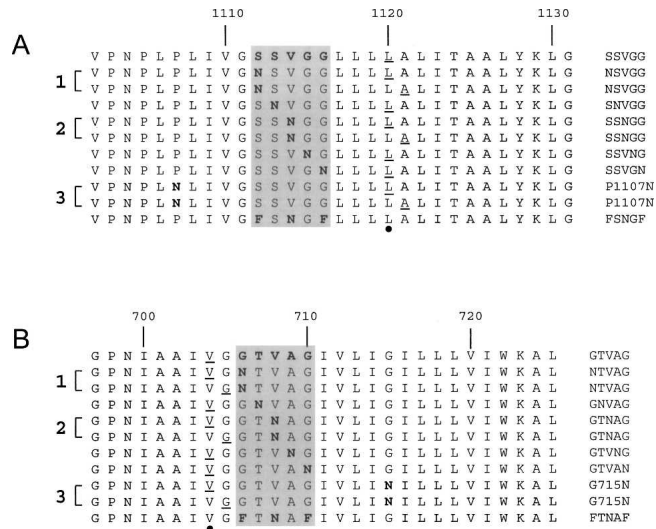 A
1110 1120 1130
V P N P L P L I V G S S V G G L L L L A L I T A A L Y K L G SSVGG
1 V P N P L P L I V G N S V G G L L L L A L I T A A L Y K L G NSVGG
V P N P L P L I V G N S V G G L L L L A L I T A A L Y K L G NSVGG
V P N P L P L I V G S N V G G L L L L A L I T A A L Y K L G SNVGG
2 V P N P L P L I V G S S N G G L L L L A L I T A A L Y K L G SSNGG
V P N P L P L I V G S S N G G L L L L A L I T A A L Y K L G SSNGG
V P N P L P L I V G S S V N G L L L L A L I T A A L Y K L G SSVNG
V P N P L P L I V G S S V G N L L L L A L I T A A L Y K L G SSVGN
3 V P N P L N L I V G S S V G G L L L L A L I T A A L Y K L G P1107N
V P N P L N L I V G S S V G G L L L L A L I T A A L Y K L G P1107N
V P N P L P L I V G F S N G F L L L L A L I T A A L Y K L G FSNGF
B
700 710 720
G P N I A A I V G G T V A G I V L I G I L L L V I W K A L GTVAG
1 G P N I A A I V G N T V A G I V L I G I L L L V I W K A L NTVAG
G P N I A A I V G N T V A G I V L I G I L L L V I W K A L NTVAG
G P N I A A I V G G N V A G I V L I G I L L L V I W K A L GNVAG
2 G P N I A A I V G G T N A G I V L I G I L L L V I W K A L GTNAG
G P N I A A I V G G T N A G I V L I G I L L L V I W K A L GTNAG
G P N I A A I V G G T V N G I V L I G I L L L V I W K A L GTVNG
G P N I A A I V G G T V A N I V L I G I L L L V I W K A L GTVAN
3 G P N I A A I V G G T V A G I V L I N I L L L V I W K A L G715N
G P N I A A I V G G T V A G I V L I N I L L L V I W K A L G715N
G P N I A A I V G F T N A F I V L I G I L L L V I W K A L FTNAF